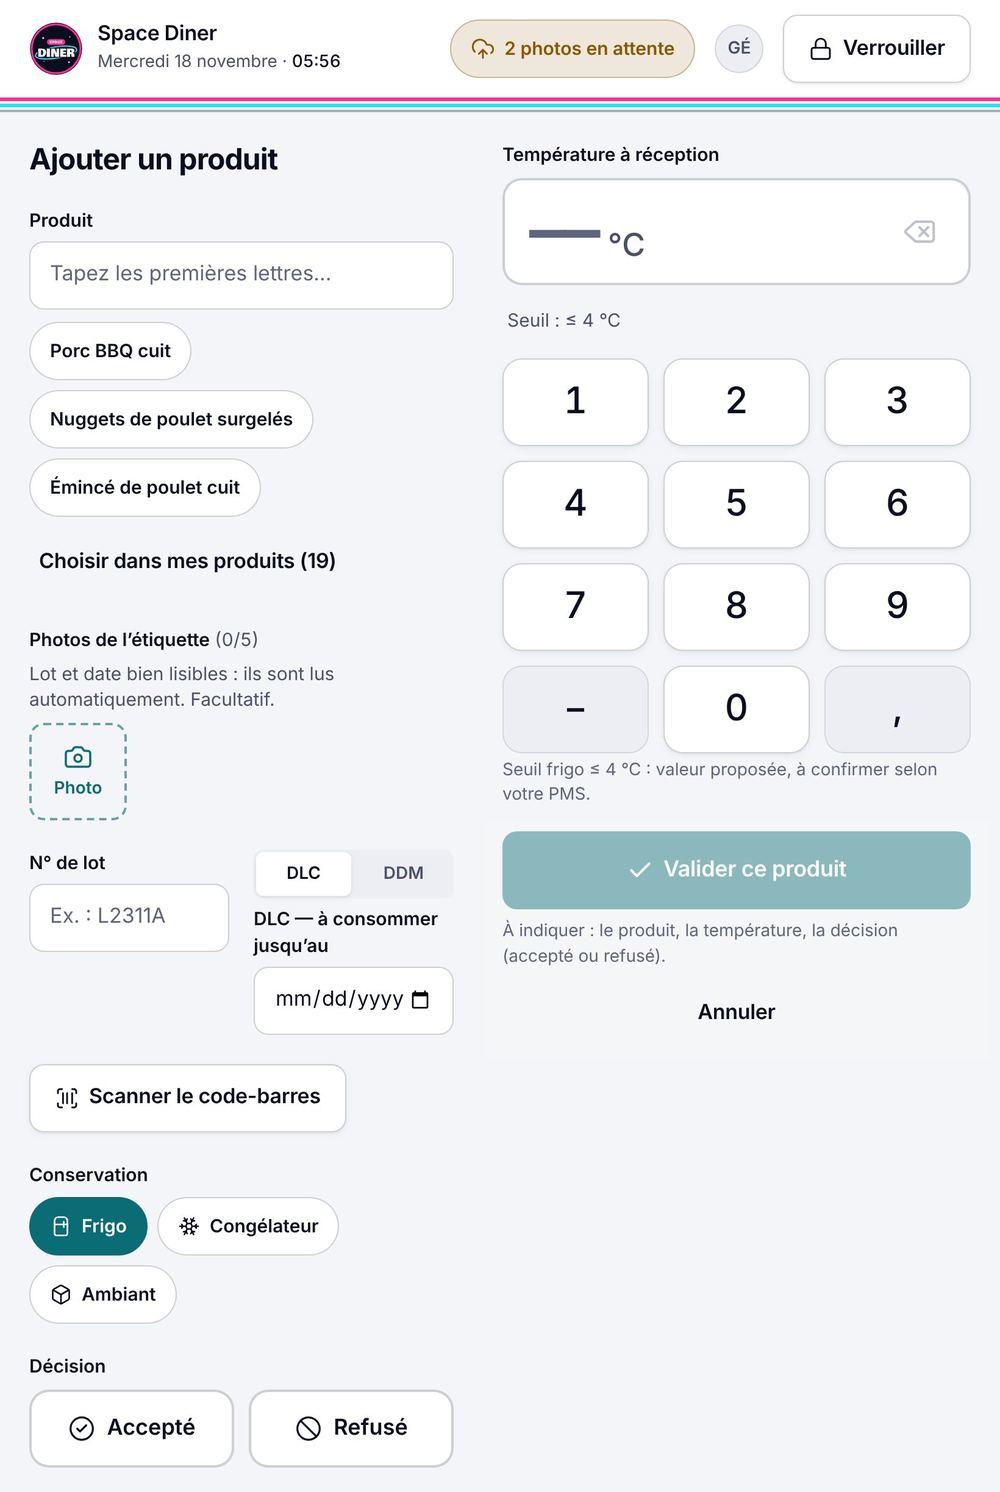 SPACE
DINER
Space Diner
Mercredi 18 novembre · 05:56
2 photos en attente
GÉ
Verrouiller
Ajouter un produit
Produit
Tapez les premières lettres...
Porc BBQ cuit
Nuggets de poulet surgelés
Émincé de poulet cuit
Choisir dans mes produits (19)
Photos de l’étiquette (0/5)
Lot et date bien lisibles : ils sont lus
automatiquement. Facultatif.
Photo
N° de lot
Ex. : L2311A
DLC
DDM
DLC — à consommer
jusqu’au
mm/dd/yyyy
Scanner le code-barres
Conservation
Frigo
Congélateur
Ambiant
Décision
Accepté
Refusé
Température à réception
°C
Seuil : ≤ 4 °C
1
2
3
4
5
6
7
8
9
–
0
,
Seuil frigo ≤ 4 °C : valeur proposée, à confirmer selon
votre PMS.
Valider ce produit
À indiquer : le produit, la température, la décision
(accepté ou refusé).
Annuler